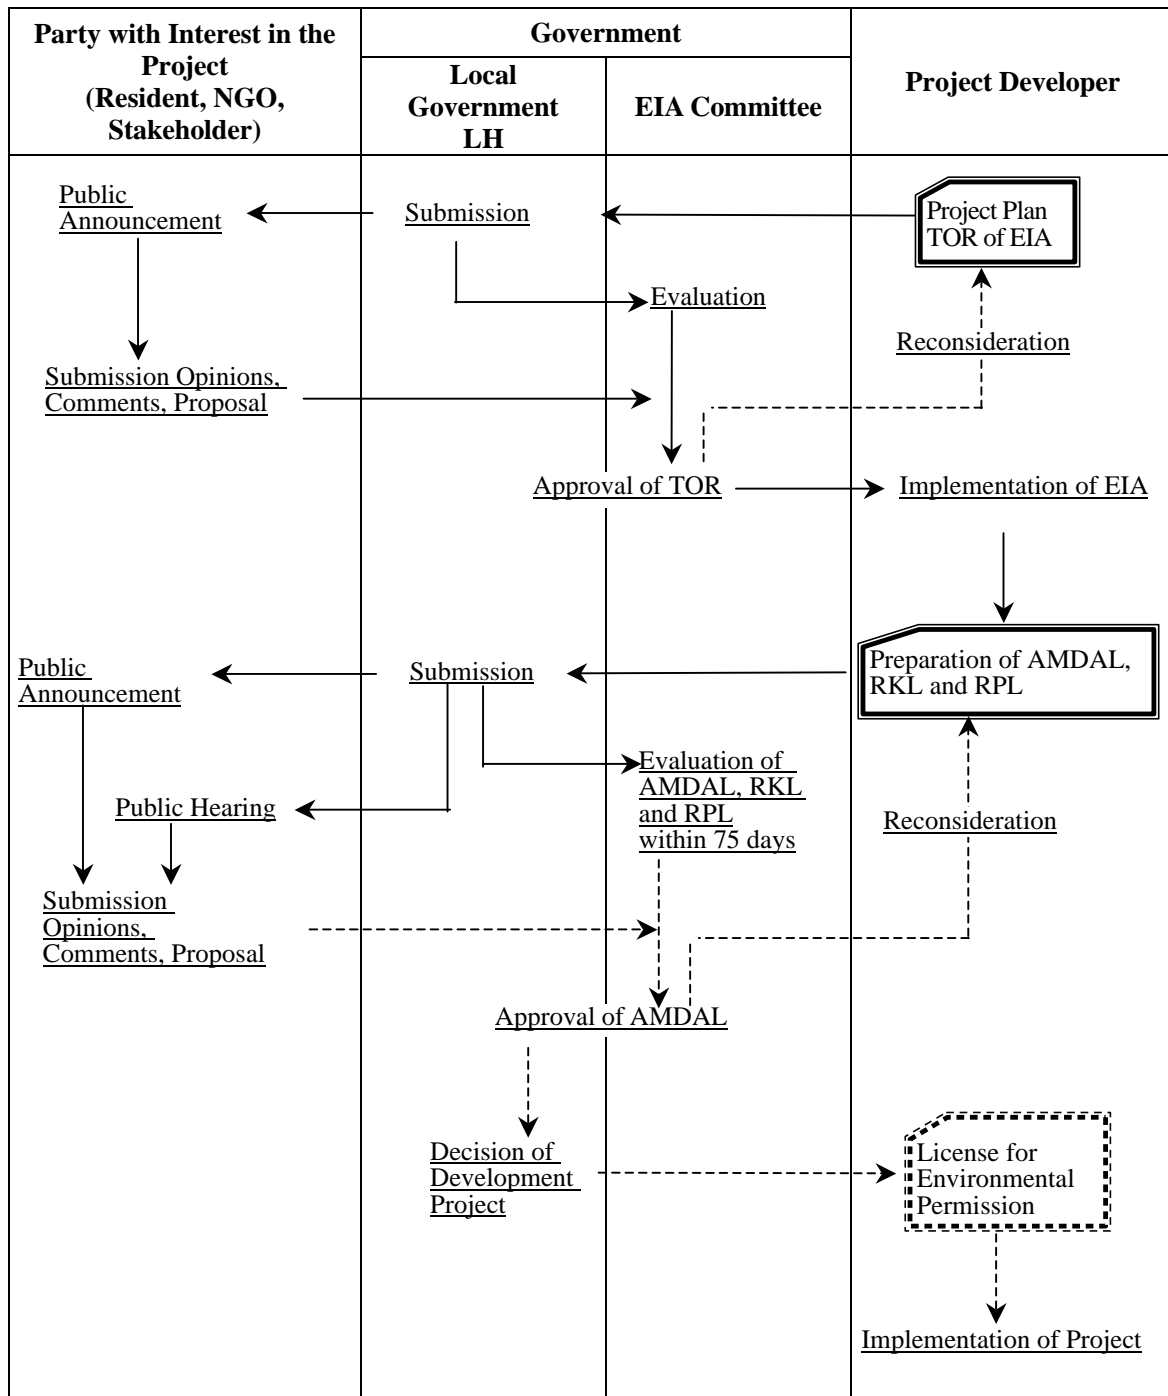 Party with Interest in the
Project
(Resident, NGO,
Stakeholder)
Government
Local
Government
LH
EIA Committee
Project Developer
Public
Announcement
Submission
Project Plan
TOR of EIA
Evaluation
Reconsideration
Submission Opinions,
Comments, Proposal
Approval of TOR
Implementation of EIA
Public
Announcement
Submission
Preparation of AMDAL,
RKL and RPL
Evaluation of
AMDAL, RKL
and RPL
within 75 days
Public Hearing
Reconsideration
Submission
Opinions,
Comments, Proposal
Approval of AMDAL
Decision of
Development
Project
License for
Environmental
Permission
Implementation of Project